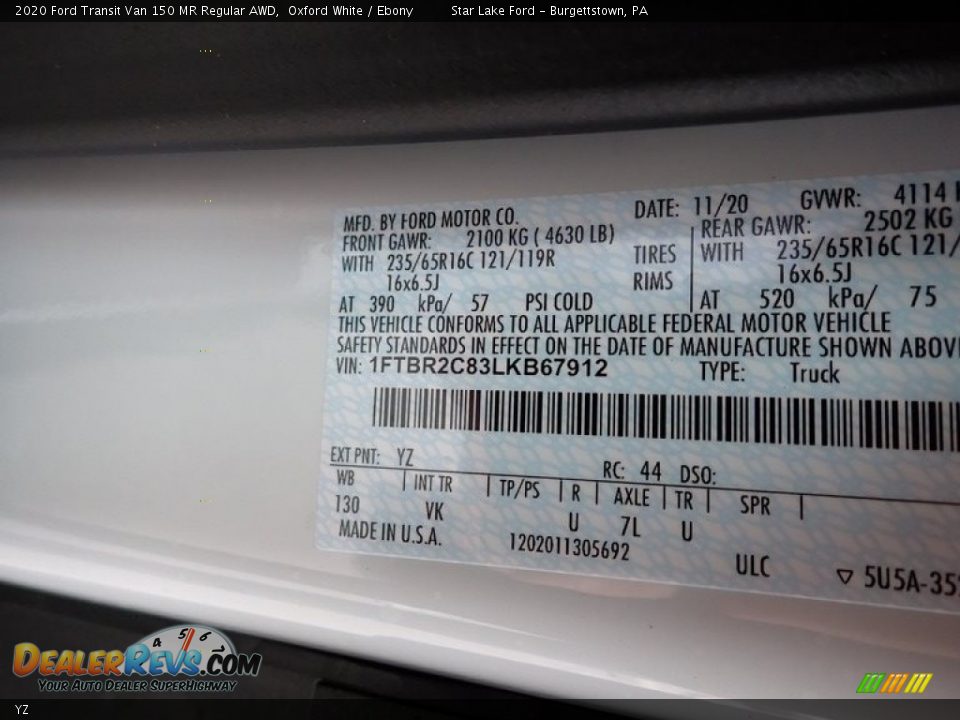 2020 Ford Transit Van 150 MR Regular AWD, Oxford White / Ebony Star Lake Ford - Burgettstown, PA
MFD. BY FORD MOTOR CO. DATE: 11/20 GVWR: 4114
FRONT GAWR: 2100 KG ( 4630 LB) REAR GAWR: 2502 KG
WITH 235/65R16C 121/119R TIRES WITH 235/65R16C 121/
16x6.5J RIMS 16x6.5J
AT 390 kPa/ 57 PSI COLD AT 520 kPa/ 75
THIS VEHICLE CONFORMS TO ALL APPLICABLE FEDERAL MOTOR VEHICLE
SAFETY STANDARDS IN EFFECT ON THE DATE OF MANUFACTURE SHOWN ABOV
VIN: 1FTBR2C83LKB67912 TYPE: Truck
EXT PNT: YZ RC: 44 DSO:
WB INT TR TP/PS R AXLE TR SPR
130 VK U 7L U
MADE IN U.S.A. 1202011305692 ULC ▽ 5U5A-35
4 5 6
DEALERREVS.COM
YOUR AUTO DEALER SUPERHIGHWAY
YZ